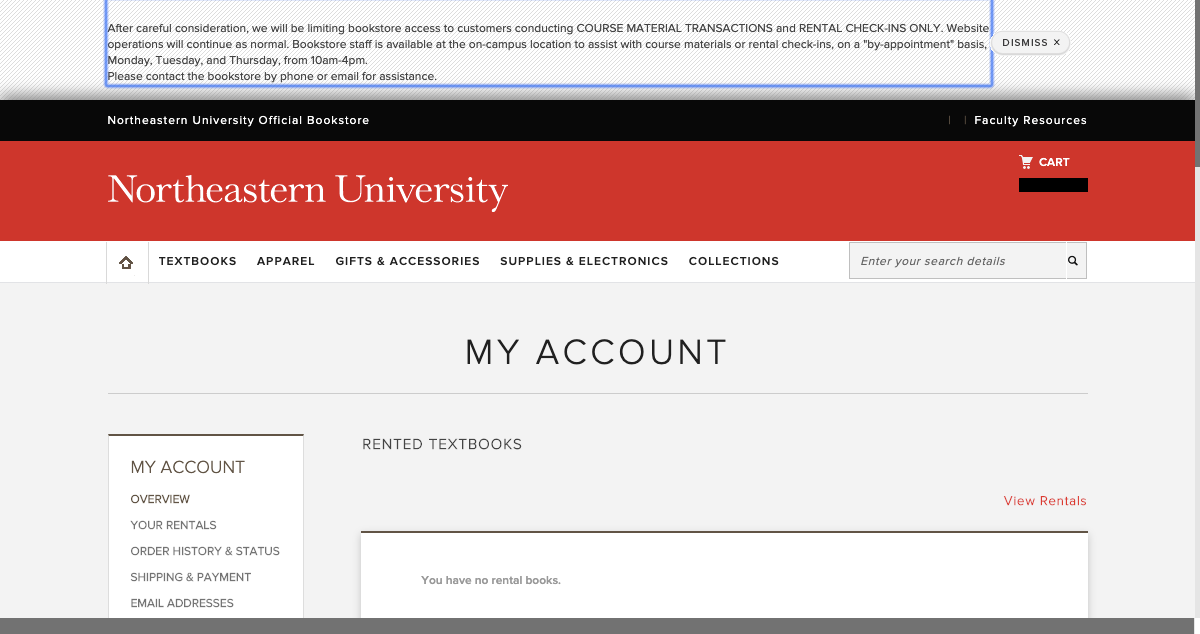 After careful consideration, we will be limiting bookstore access to customers conducting COURSE MATERIAL TRANSACTIONS and RENTAL CHECK-INS ONLY. Website
operations will continue as normal. Bookstore staff is available at the on-campus location to assist with course materials or rental check-ins, on a "by-appointment" basis,
Monday, Tuesday, and Thursday, from 10am-4pm.
Please contact the bookstore by phone or email for assistance.
DISMISS ×
Northeastern University Official Bookstore
Faculty Resources
CART
Northeastern University
TEXTBOOKS APPAREL GIFTS & ACCESSORIES SUPPLIES & ELECTRONICS COLLECTIONS
Enter your search details
MY ACCOUNT
MY ACCOUNT
OVERVIEW
YOUR RENTALS
ORDER HISTORY & STATUS
SHIPPING & PAYMENT
EMAIL ADDRESSES
RENTED TEXTBOOKS
View Rentals
You have no rental books.